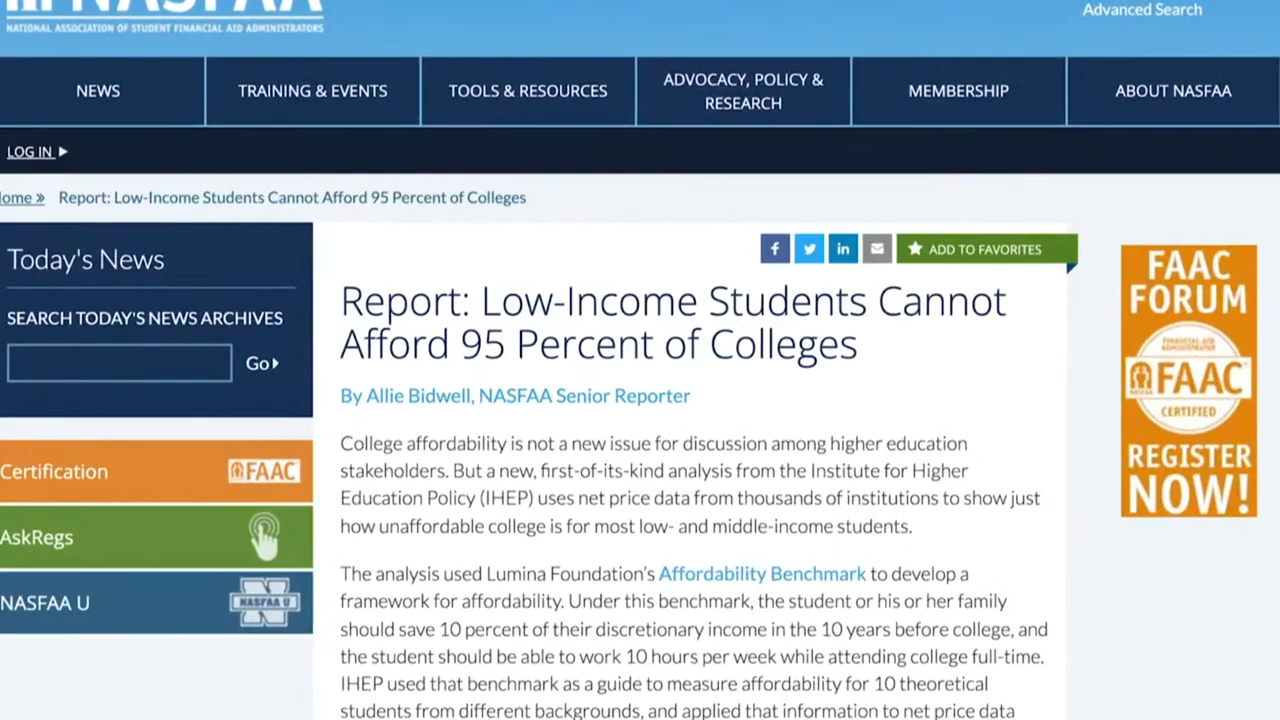 NASFAA
NATIONAL ASSOCIATION OF STUDENT FINANCIAL AID ADMINISTRATORS
Advanced Search
NEWS
TRAINING & EVENTS
TOOLS & RESOURCES
ADVOCACY, POLICY &
RESEARCH
MEMBERSHIP
ABOUT NASFAA
LOG IN
ome »
Report: Low-Income Students Cannot Afford 95 Percent of Colleges
Today's News
SEARCH TODAY'S NEWS ARCHIVES
Go
Certification
FAAC
AskRegs
NASFAA U
NASFAA U
ADD TO FAVORITES
Report: Low-Income Students Cannot
Afford 95 Percent of Colleges
By Allie Bidwell, NASFAA Senior Reporter
College affordability is not a new issue for discussion among higher education
stakeholders. But a new, first-of-its-kind analysis from the Institute for Higher
Education Policy (IHEP) uses net price data from thousands of institutions to show just
how unaffordable college is for most low- and middle-income students.
The analysis used Lumina Foundation's Affordability Benchmark to develop a
framework for affordability. Under this benchmark, the student or his or her family
should save 10 percent of their discretionary income in the 10 years before college, and
the student should be able to work 10 hours per week while attending college full-time.
IHEP used that benchmark as a guide to measure affordability for 10 theoretical
students from different backgrounds, and applied that information to net price data
FAAC
FORUM
FINANCIAL AID
ADMINISTRATOR
FAAC
CERTIFIED
REGISTER
NOW!